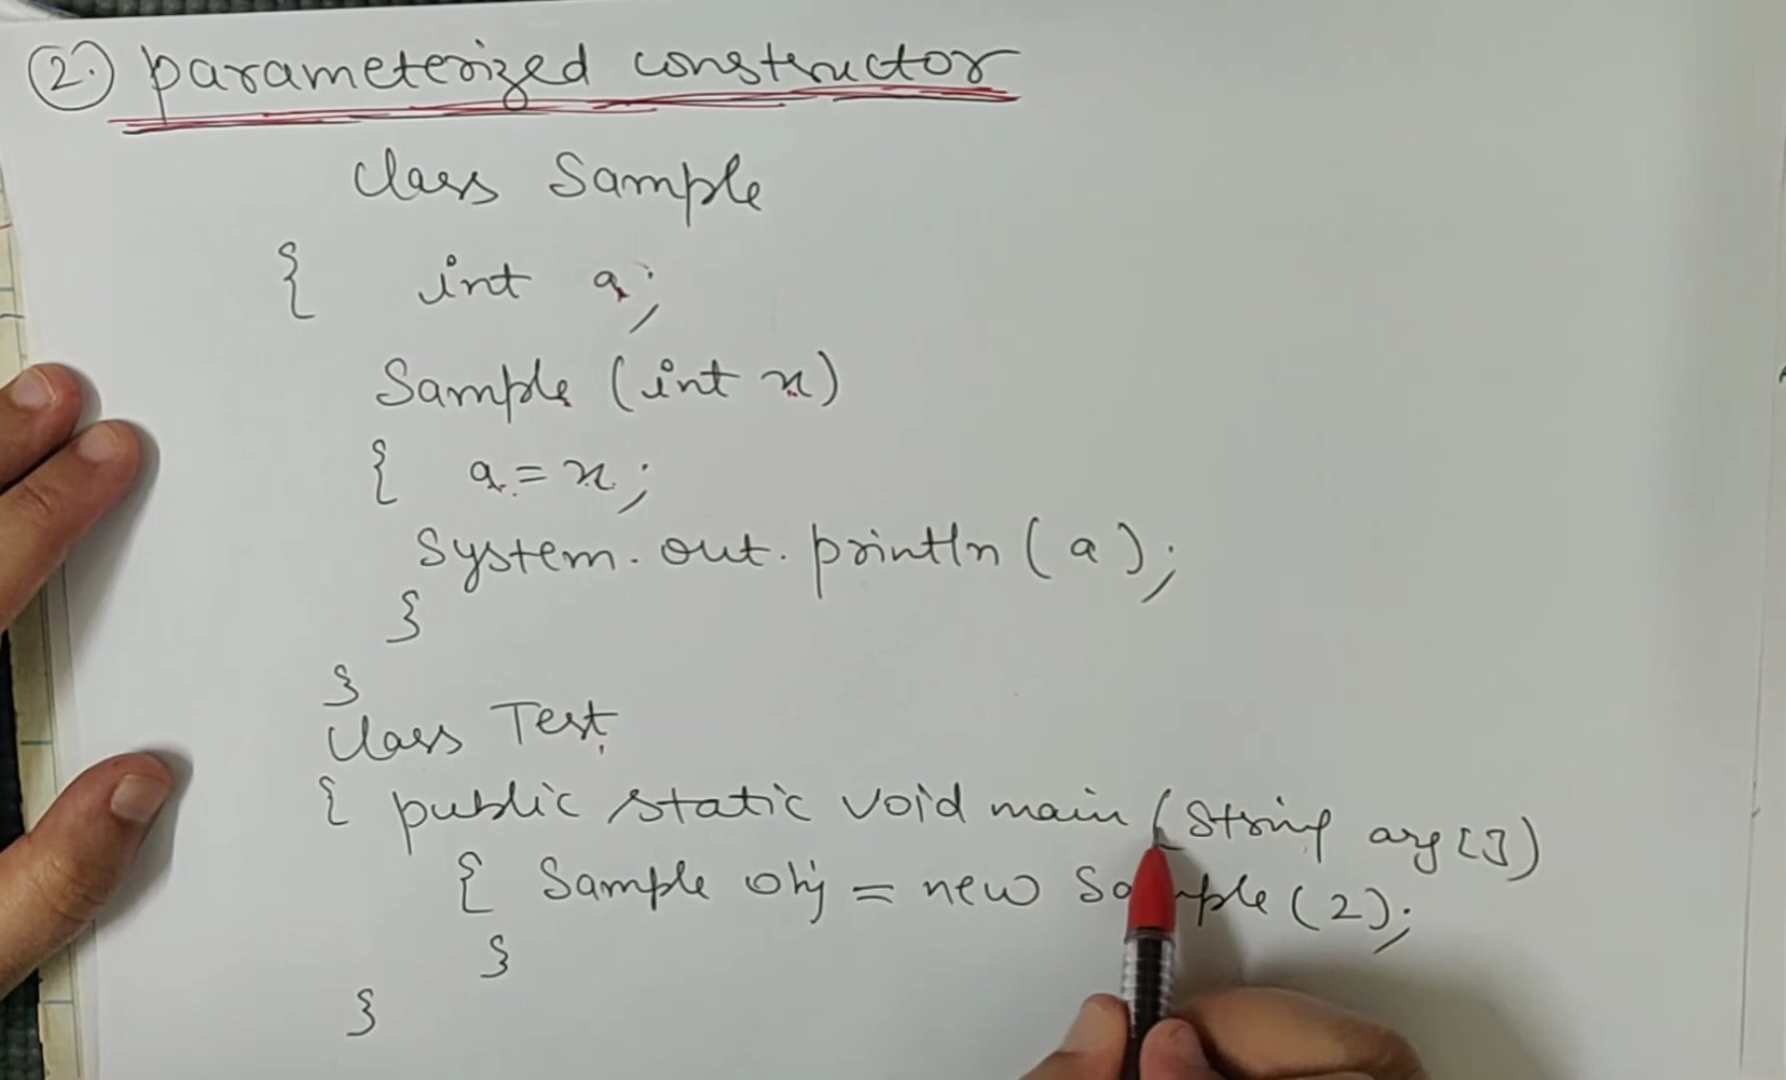 2. parameterized constructor
class Sample
{ int a;
Sample (int x)
{ a = x;
System.out.println(a);
}
}
class Test
{ public static void main (String arg[])
{ Sample obj = new Sample(2);
}
}